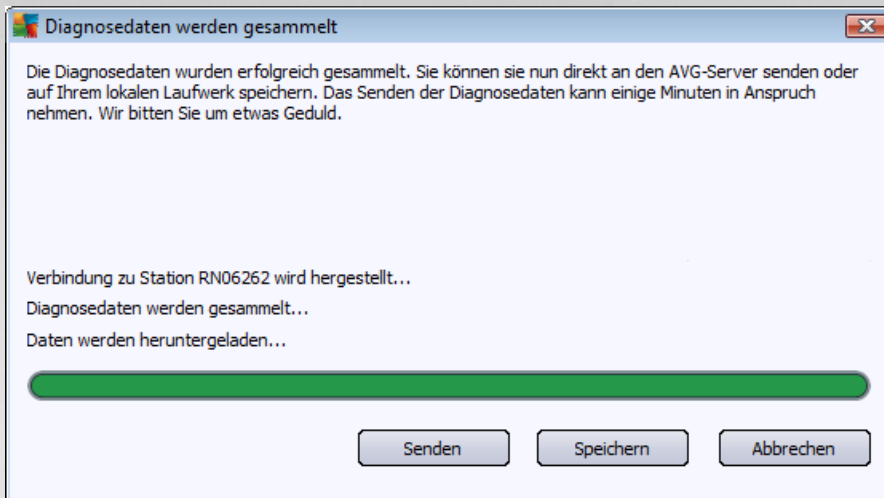 Diagnosedaten werden gesammelt
Die Diagnosedaten wurden erfolgreich gesammelt. Sie können sie nun direkt an den AVG-Server senden oder
auf Ihrem lokalen Laufwerk speichern. Das Senden der Diagnosedaten kann einige Minuten in Anspruch
nehmen. Wir bitten Sie um etwas Geduld.
Verbindung zu Station RN06262 wird hergestellt...
Diagnosedaten werden gesammelt...
Daten werden heruntergeladen...
Senden Speichern Abbrechen